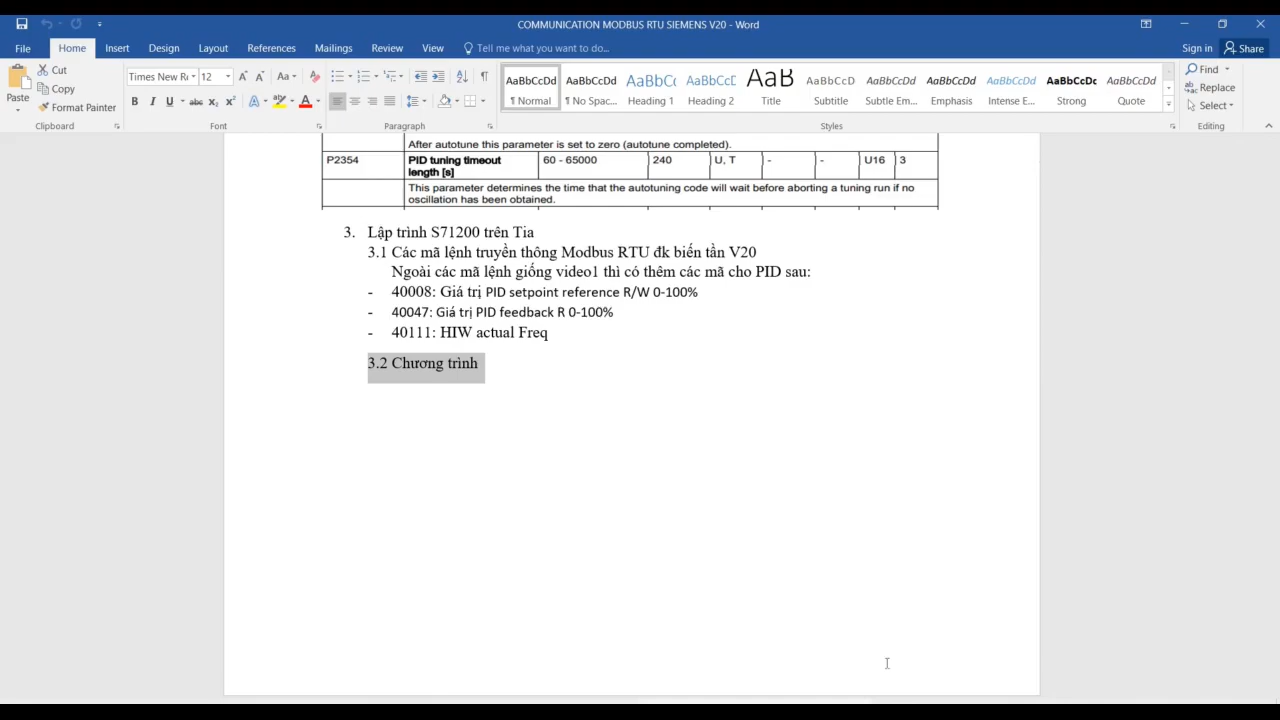 COMMUNICATION MODBUS RTU SIEMENS V20 - Word
File Home Insert Design Layout References Mailings Review View Tell me what you want to do... Sign in Share
Paste
Cut
Copy
Format Painter
Clipboard
Times New Ro 12
Font
Paragraph
AaBbCcDd AaBbCcDd AaBbC AaBbCcD AaB AaBbCcD AaBbCcDd AaBbCcDd AaBbCcDd AaBbCcDc AaBbCcDd
¶ Normal ¶ No Spac... Heading 1 Heading 2 Title Subtitle Subtle Em... Emphasis Intense E... Strong Quote
Styles
Find
Replace
Select
Editing
After autotune this parameter is set to zero (autotune completed).
P2354 PID tuning timeout length [s] 60 - 65000 240 U, T - - U16 3
This parameter determines the time that the autotuning code will wait before aborting a tuning run if no
oscillation has been obtained.
3. Lập trình S71200 trên Tia
3.1 Các mã lệnh truyền thông Modbus RTU đk biến tần V20
Ngoài các mã lệnh giống video1 thì có thêm các mã cho PID sau:
- 40008: Giá trị PID setpoint reference R/W 0-100%
- 40047: Giá trị PID feedback R 0-100%
- 40111: HIW actual Freq
3.2 Chương trình